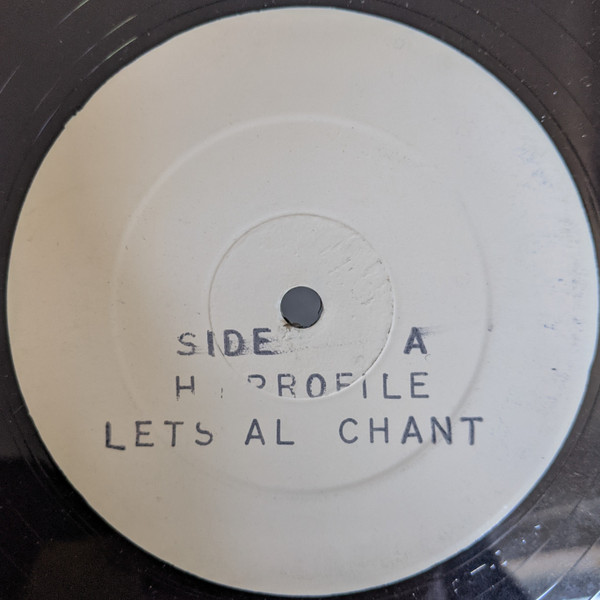 SIDE A
H PROFILE
LETS AL CHANT